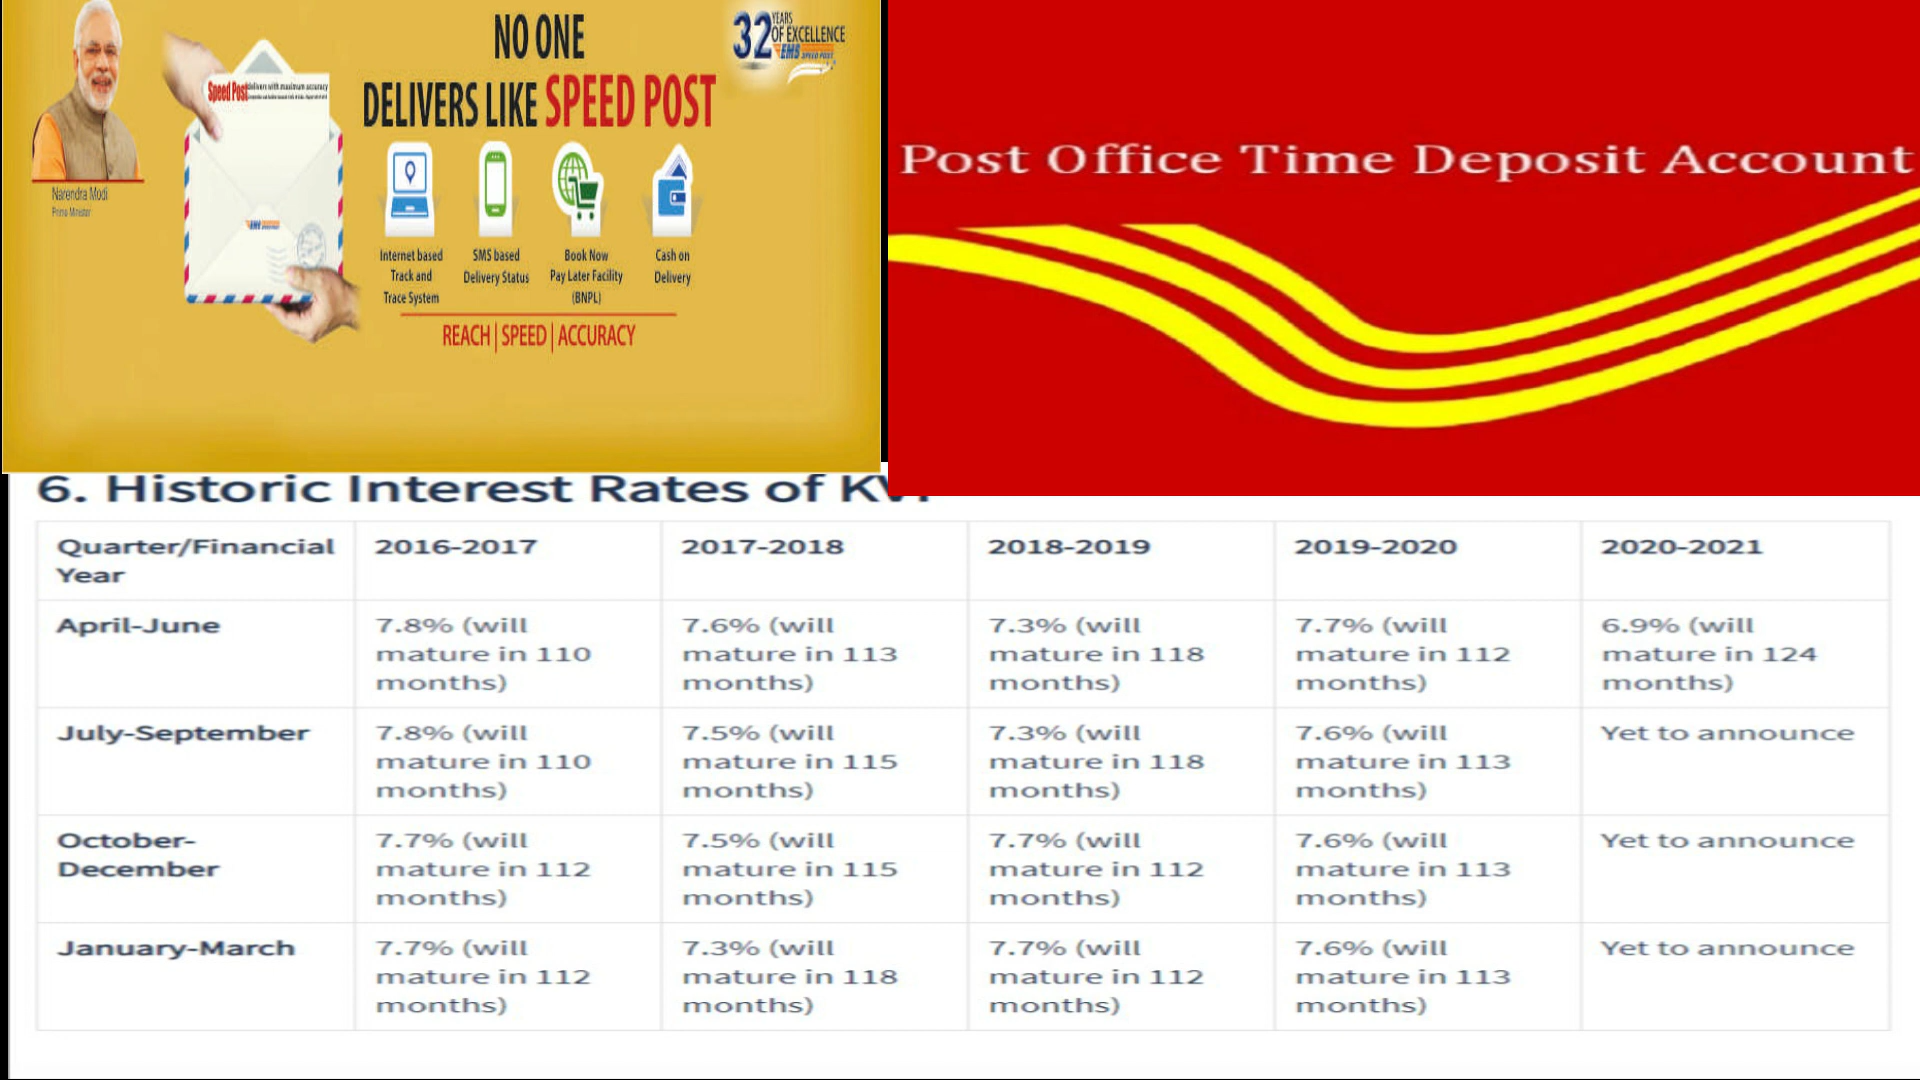 NO ONE
DELIVERS LIKE SPEED POST
32 YEARS
OF EXCELLENCE
EMS SPEED POST
Speed Post delivers with maximum accuracy
Narendra Modi
Prime Minister
EMS
Internet based
Track and
Trace System
SMS based
Delivery Status
Book Now
Pay Later Facility
(BNPL)
Cash on
Delivery
REACH | SPEED | ACCURACY
Post Office Time Deposit Account
6. Historic Interest Rates of
Quarter/Financial
Year
2016-2017
2017-2018
2018-2019
2019-2020
2020-2021
April-June
7.8% (will
mature in 110
months)
7.6% (will
mature in 113
months)
7.3% (will
mature in 118
months)
7.7% (will
mature in 112
months)
6.9% (will
mature in 124
months)
July-September
7.8% (will
mature in 110
months)
7.5% (will
mature in 115
months)
7.3% (will
mature in 118
months)
7.6% (will
mature in 113
months)
Yet to announce
October-
December
7.7% (will
mature in 112
months)
7.5% (will
mature in 115
months)
7.7% (will
mature in 112
months)
7.6% (will
mature in 113
months)
Yet to announce
January-March
7.7% (will
mature in 112
months)
7.3% (will
mature in 118
months)
7.7% (will
mature in 112
months)
7.6% (will
mature in 113
months)
Yet to announce